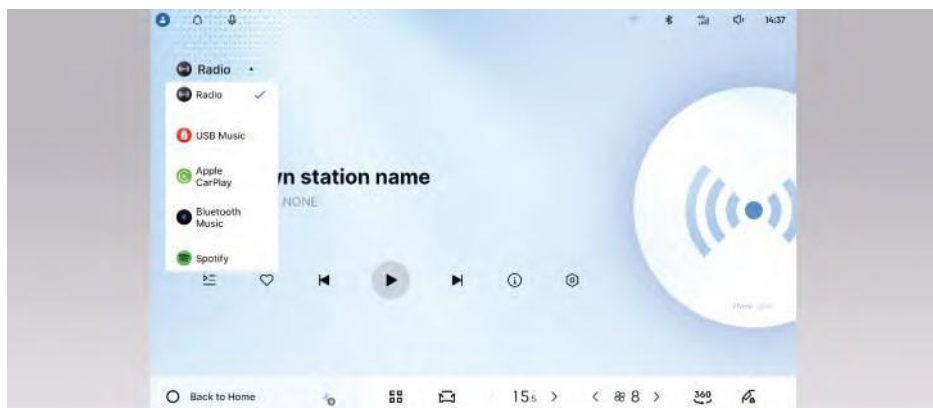 14:37
Radio
Radio
USB Music
Apple
CarPlay
Bluetooth
Music
Spotify
n station name
NONE
Back to Home
15.5
8
360